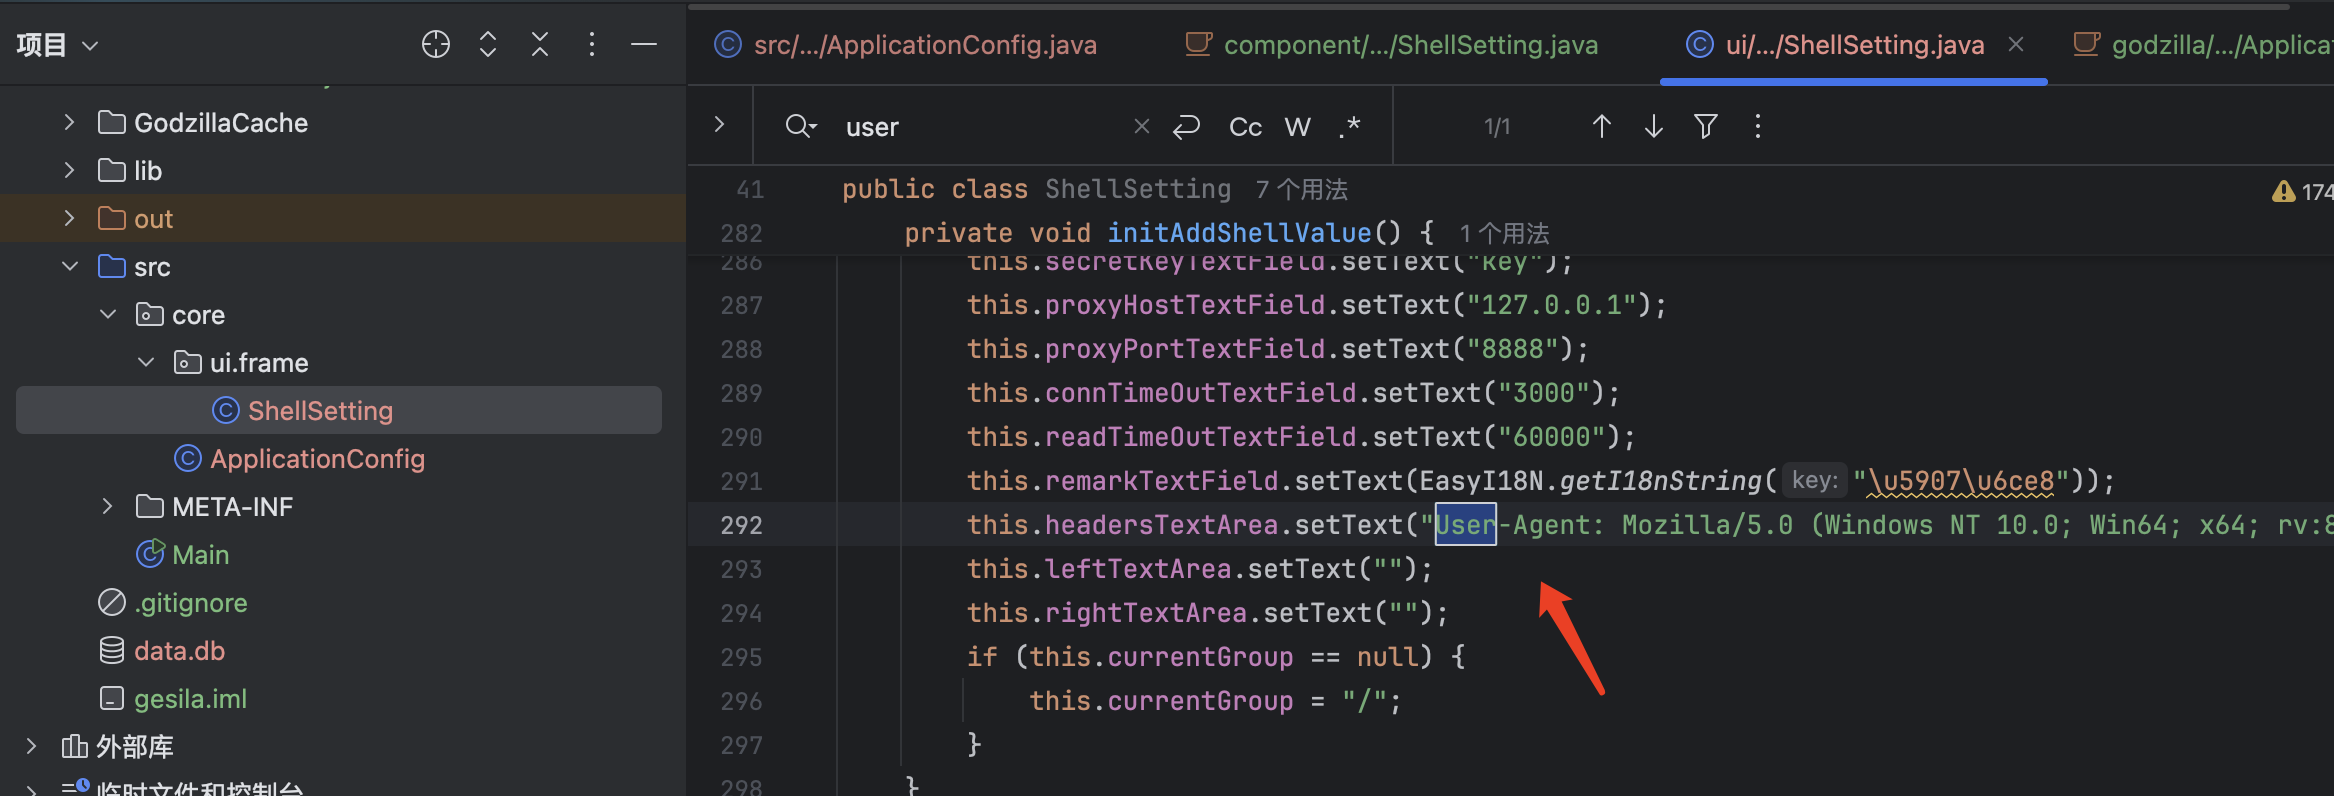 项目
src/.../ApplicationConfig.java
component/.../ShellSetting.java
ui/.../ShellSetting.java
godzilla/.../Applicat
GodzillaCache
lib
out
src
core
ui.frame
ShellSetting
ApplicationConfig
META-INF
Main
.gitignore
data.db
gesila.iml
外部库
临时文件和控制台
user
Cc W .*
1/1
174
41 public class ShellSetting 7 个用法
282 private void initAddShellValue() { 1 个用法
286 this.secretKeyTextField.setText("key");
287 this.proxyHostTextField.setText("127.0.0.1");
288 this.proxyPortTextField.setText("8888");
289 this.connTimeOutTextField.setText("3000");
290 this.readTimeOutTextField.setText("60000");
291 this.remarkTextField.setText(EasyI18N.getI18nString( key: "\u5907\u6ce8"));
292 this.headersTextArea.setText("User-Agent: Mozilla/5.0 (Windows NT 10.0; Win64; x64; rv:8
293 this.leftTextArea.setText("");
294 this.rightTextArea.setText("");
295 if (this.currentGroup == null) {
296 this.currentGroup = "/";
297 }
298 }